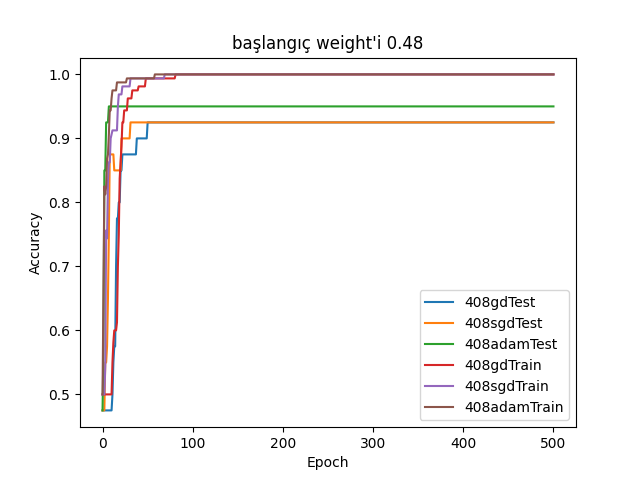 başlangıç weight'i 0.48
1.0
0.9
0.8
0.7
0.6
0.5
Accuracy
0 100 200 300 400 500
Epoch
408gdTest
408sgdTest
408adamTest
408gdTrain
408sgdTrain
408adamTrain